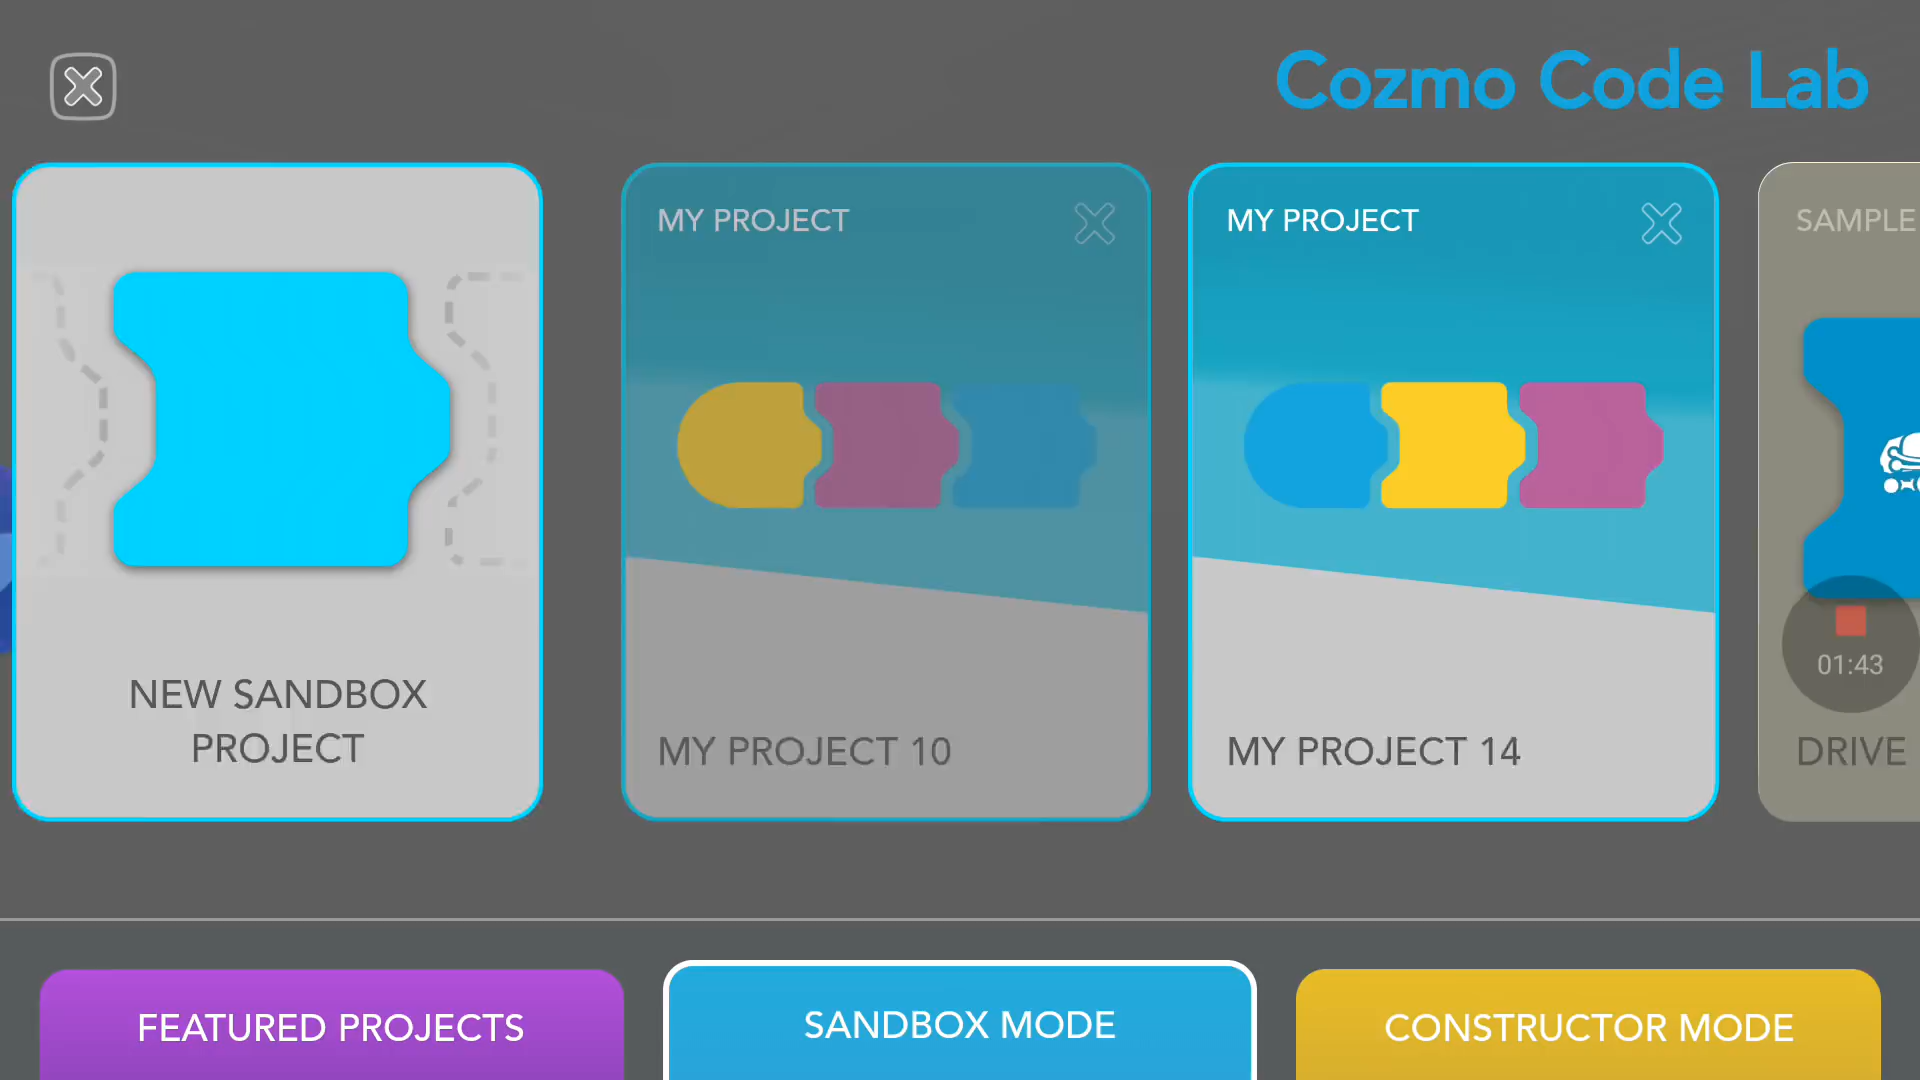 Cozmo Code Lab
NEW SANDBOX
PROJECT
MY PROJECT
MY PROJECT 10
MY PROJECT
MY PROJECT 14
SAMPLE
01:43
DRIVE
FEATURED PROJECTS
SANDBOX MODE
CONSTRUCTOR MODE